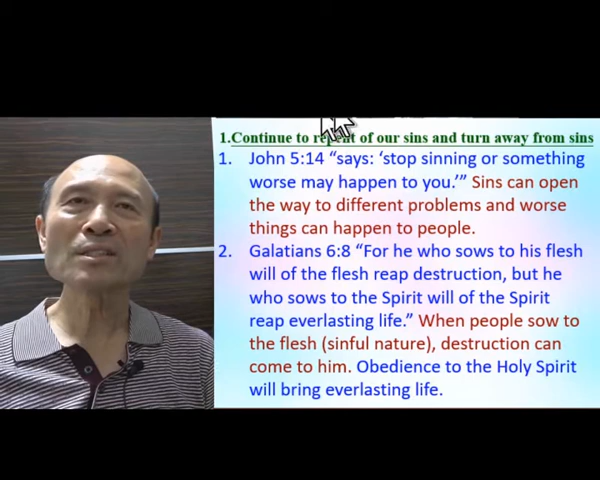 1.Continue to repent of our sins and turn away from sins
1. John 5:14 “says: ‘stop sinning or something
worse may happen to you.’” Sins can open
the way to different problems and worse
things can happen to people.
2. Galatians 6:8 “For he who sows to his flesh
will of the flesh reap destruction, but he
who sows to the Spirit will of the Spirit
reap everlasting life.” When people sow to
the flesh (sinful nature), destruction can
come to him. Obedience to the Holy Spirit
will bring everlasting life.